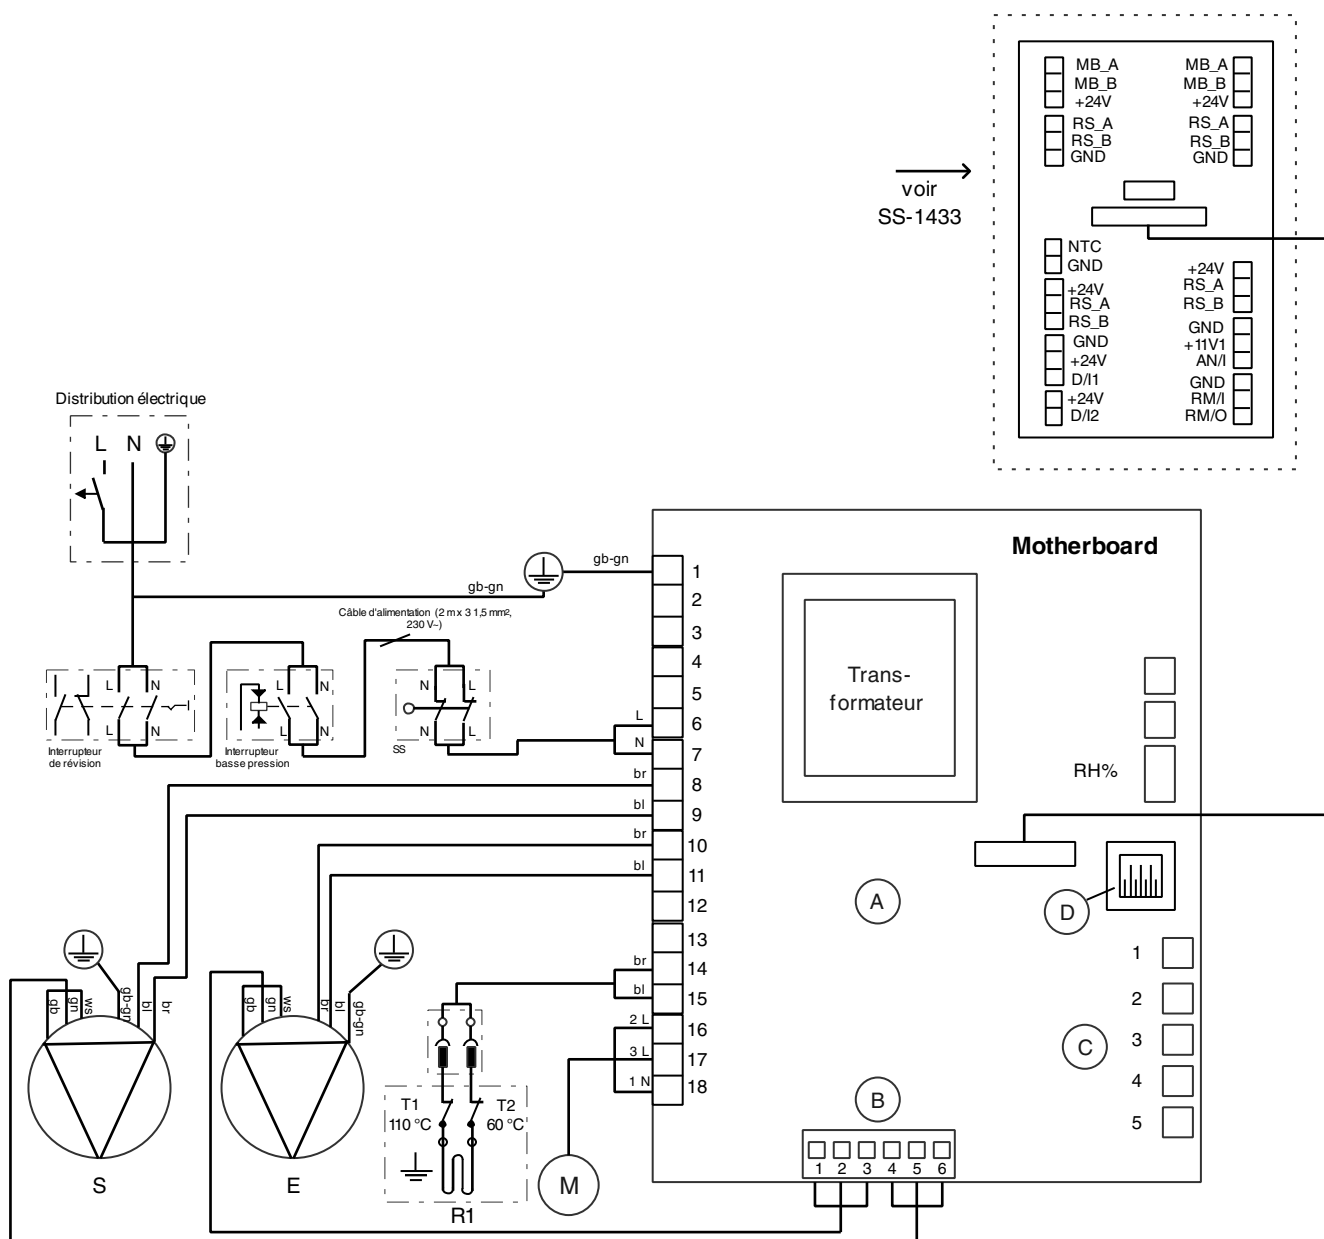 MB_A
MB_B
+24V
RS_A
RS_B
GND
MB_A
MB_B
+24V
RS_A
RS_B
GND
voir
SS-1433
NTC
GND
+24V
RS_A
RS_B
GND
+24V
D/I1
+24V
D/I2
+24V
RS_A
RS_B
GND
+11V1
AN/I
GND
RM/I
RM/O
Distribution électrique
L N
Motherboard
gb-gn
gb-gn
Câble d'alimentation (2 m x 3 1,5 mm²,
230 V~)
L N
L N
Interrupteur
de révision
L N
L N
Interrupteur
basse pression
N L
N L
SS
L
N
br
bl
br
bl
br
bl
2 L
3 L
1 N
1
2
3
4
5
6
7
8
9
10
11
12
13
14
15
16
17
18
Trans-
formateur
RH%
A
D
C
1
2
3
4
5
B
1 2 3 4 5 6
gb gn ws gb-gn bl br
S
gb gn ws br bl gb-gn
E
T1
110 °C
T2
60 °C
R1
M